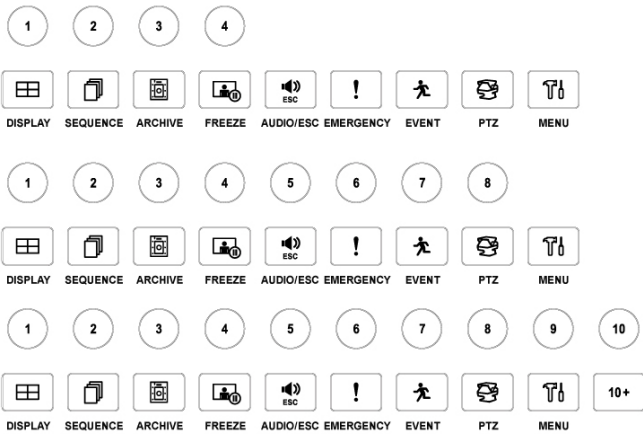 1 2 3 4
ESC
DISPLAY SEQUENCE ARCHIVE FREEZE AUDIO/ESC EMERGENCY EVENT PTZ MENU
1 2 3 4 5 6 7 8
ESC
DISPLAY SEQUENCE ARCHIVE FREEZE AUDIO/ESC EMERGENCY EVENT PTZ MENU
1 2 3 4 5 6 7 8 9 10
ESC 10+
DISPLAY SEQUENCE ARCHIVE FREEZE AUDIO/ESC EMERGENCY EVENT PTZ MENU